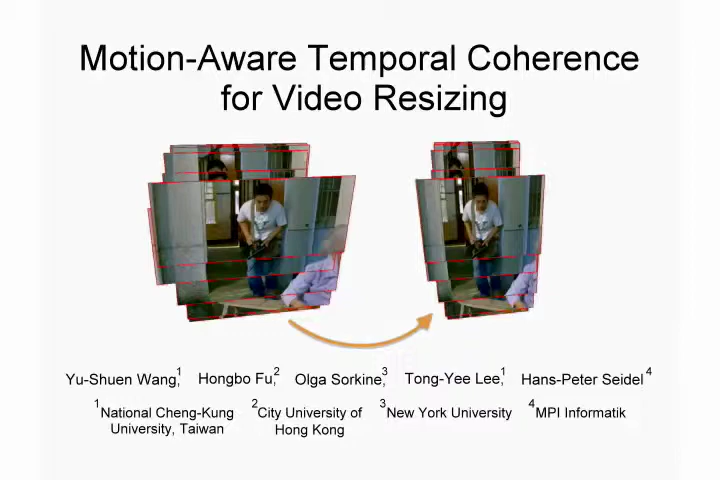 Motion-Aware Temporal Coherence
for Video Resizing
Yu-Shuen Wang,¹ Hongbo Fu,² Olga Sorkine,³ Tong-Yee Lee,¹ Hans-Peter Seidel⁴
¹National Cheng-Kung
University, Taiwan
²City University of
Hong Kong
³New York University
⁴MPI Informatik